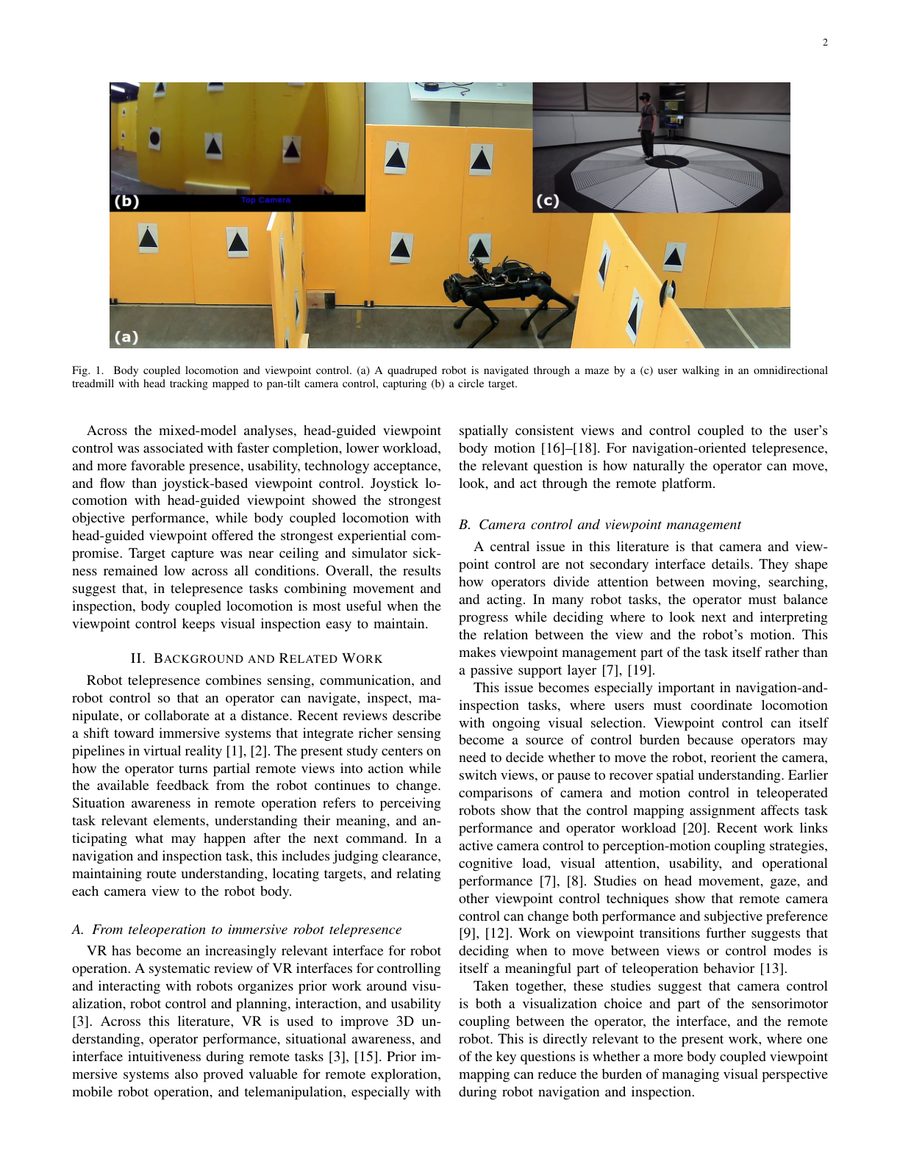 2
(b)
Top Camera
(c)
(a)
Fig. 1. Body coupled locomotion and viewpoint control. (a) A quadruped robot is navigated through a maze by a (c) user walking in an omnidirectional
treadmill with head tracking mapped to pan-tilt camera control, capturing (b) a circle target.
Across the mixed-model analyses, head-guided viewpoint
control was associated with faster completion, lower workload,
and more favorable presence, usability, technology acceptance,
and flow than joystick-based viewpoint control. Joystick lo-
comotion with head-guided viewpoint showed the strongest
objective performance, while body coupled locomotion with
head-guided viewpoint offered the strongest experiential com-
promise. Target capture was near ceiling and simulator sick-
ness remained low across all conditions. Overall, the results
suggest that, in telepresence tasks combining movement and
inspection, body coupled locomotion is most useful when the
viewpoint control keeps visual inspection easy to maintain.
II. BACKGROUND AND RELATED WORK
Robot telepresence combines sensing, communication, and
robot control so that an operator can navigate, inspect, ma-
nipulate, or collaborate at a distance. Recent reviews describe
a shift toward immersive systems that integrate richer sensing
pipelines in virtual reality [1], [2]. The present study centers on
how the operator turns partial remote views into action while
the available feedback from the robot continues to change.
Situation awareness in remote operation refers to perceiving
task relevant elements, understanding their meaning, and an-
ticipating what may happen after the next command. In a
navigation and inspection task, this includes judging clearance,
maintaining route understanding, locating targets, and relating
each camera view to the robot body.
A. From teleoperation to immersive robot telepresence
VR has become an increasingly relevant interface for robot
operation. A systematic review of VR interfaces for controlling
and interacting with robots organizes prior work around visu-
alization, robot control and planning, interaction, and usability
[3]. Across this literature, VR is used to improve 3D un-
derstanding, operator performance, situational awareness, and
interface intuitiveness during remote tasks [3], [15]. Prior im-
mersive systems also proved valuable for remote exploration,
mobile robot operation, and telemanipulation, especially with
spatially consistent views and control coupled to the user's
body motion [16]–[18]. For navigation-oriented telepresence,
the relevant question is how naturally the operator can move,
look, and act through the remote platform.
B. Camera control and viewpoint management
A central issue in this literature is that camera and view-
point control are not secondary interface details. They shape
how operators divide attention between moving, searching,
and acting. In many robot tasks, the operator must balance
progress while deciding where to look next and interpreting
the relation between the view and the robot's motion. This
makes viewpoint management part of the task itself rather than
a passive support layer [7], [19].
This issue becomes especially important in navigation-and-
inspection tasks, where users must coordinate locomotion
with ongoing visual selection. Viewpoint control can itself
become a source of control burden because operators may
need to decide whether to move the robot, reorient the camera,
switch views, or pause to recover spatial understanding. Earlier
comparisons of camera and motion control in teleoperated
robots show that the control mapping assignment affects task
performance and operator workload [20]. Recent work links
active camera control to perception-motion coupling strategies,
cognitive load, visual attention, usability, and operational
performance [7], [8]. Studies on head movement, gaze, and
other viewpoint control techniques show that remote camera
control can change both performance and subjective preference
[9], [12]. Work on viewpoint transitions further suggests that
deciding when to move between views or control modes is
itself a meaningful part of teleoperation behavior [13].
Taken together, these studies suggest that camera control
is both a visualization choice and part of the sensorimotor
coupling between the operator, the interface, and the remote
robot. This is directly relevant to the present work, where one
of the key questions is whether a more body coupled viewpoint
mapping can reduce the burden of managing visual perspective
during robot navigation and inspection.